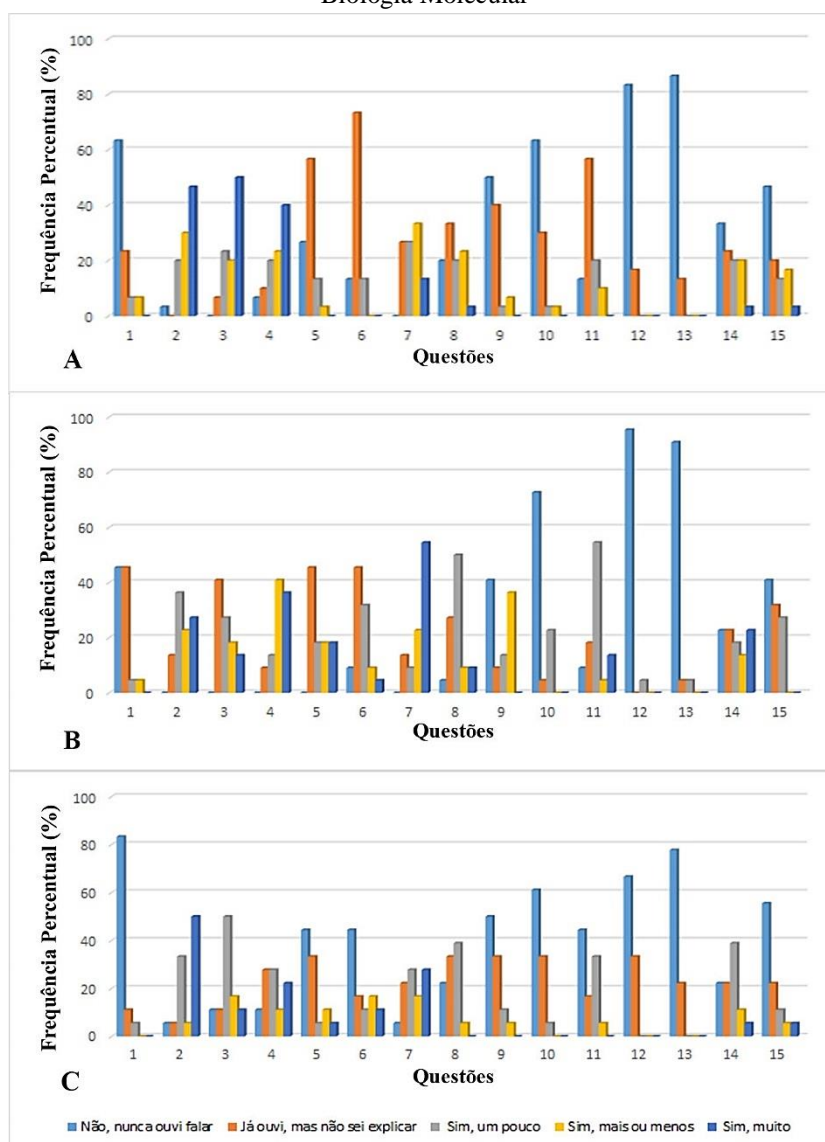 Biologia Molecular
Frequência Percentual (%)
100
80
60
40
20
0
1 2 3 4 5 6 7 8 9 10 11 12 13 14 15
A
Questões
Frequência Percentual (%)
100
80
60
40
20
0
1 2 3 4 5 6 7 8 9 10 11 12 13 14 15
B
Questões
Frequência Percentual (%)
100
80
60
40
20
0
1 2 3 4 5 6 7 8 9 10 11 12 13 14 15
C
Questões
Não, nunca ouvi falar Já ouvi, mas não sei explicar Sim, um pouco Sim, mais ou menos Sim, muito